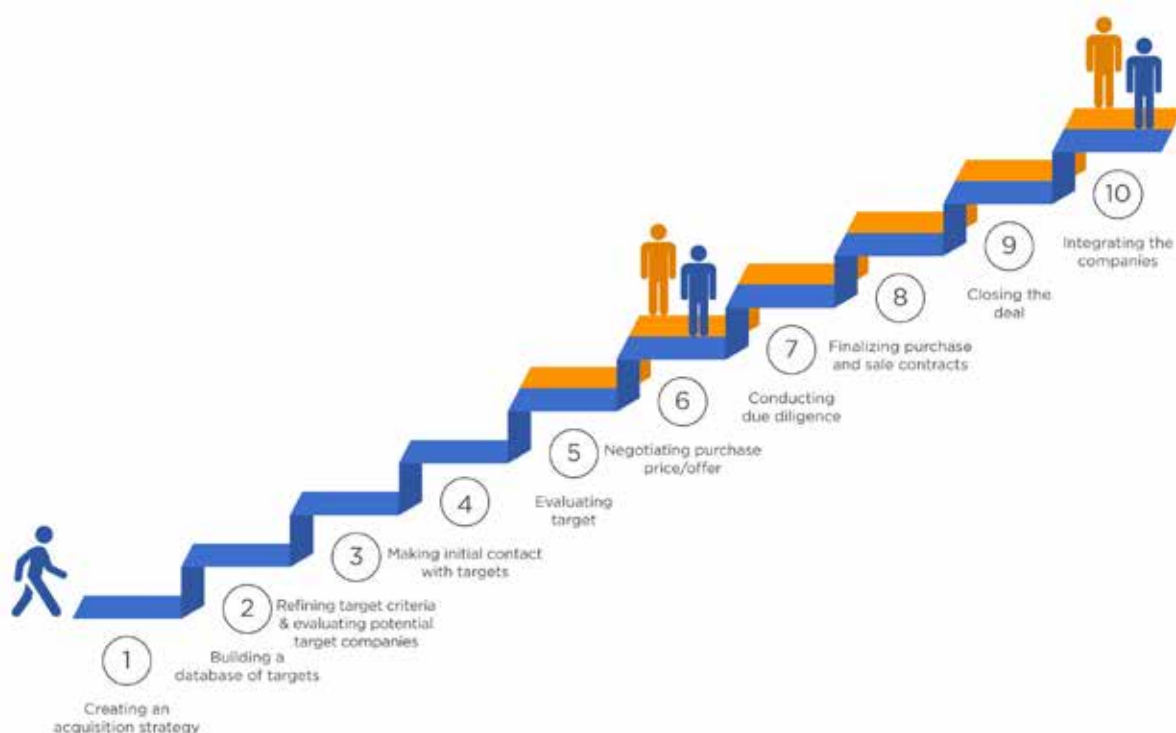 1
Creating an
acquisition strategy
2
Building a
database of targets
3
Refining target criteria
& evaluating potential
target companies
4
Making initial contact
with targets
5
Evaluating
target
6
Negotiating purchase
price/offer
7
Conducting
due diligence
8
Finalizing purchase
and sale contracts
9
Closing the
deal
10
Integrating the
companies